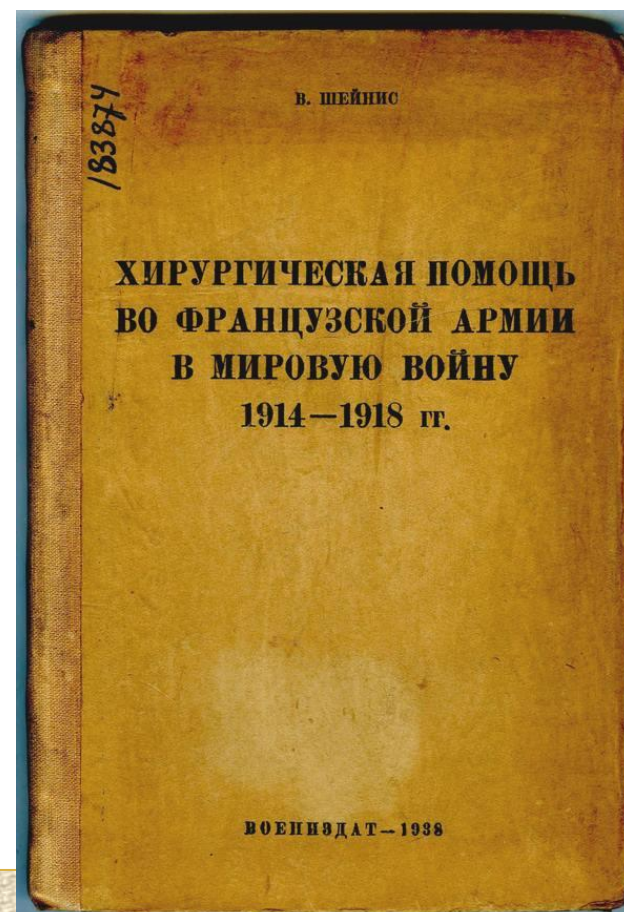 183874
В. ШЕЙНИС
ХИРУРГИЧЕСКАЯ ПОМОЩЬ
ВО ФРАНЦУЗСКОЙ АРМИИ
В МИРОВУЮ ВОЙНУ
1914—1918 гг.
ВОЕНИЗДАТ—1938